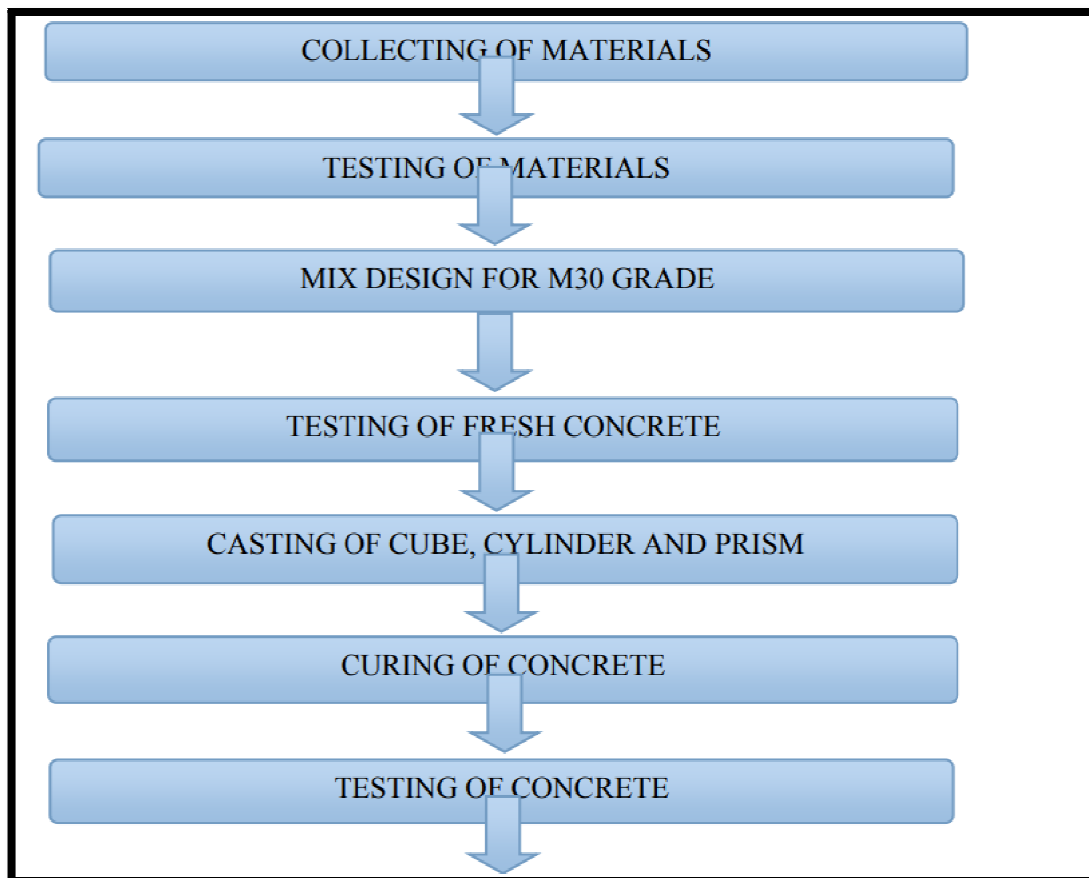 COLLECTING OF MATERIALS
TESTING OF MATERIALS
MIX DESIGN FOR M30 GRADE
TESTING OF FRESH CONCRETE
CASTING OF CUBE, CYLINDER AND PRISM
CURING OF CONCRETE
TESTING OF CONCRETE